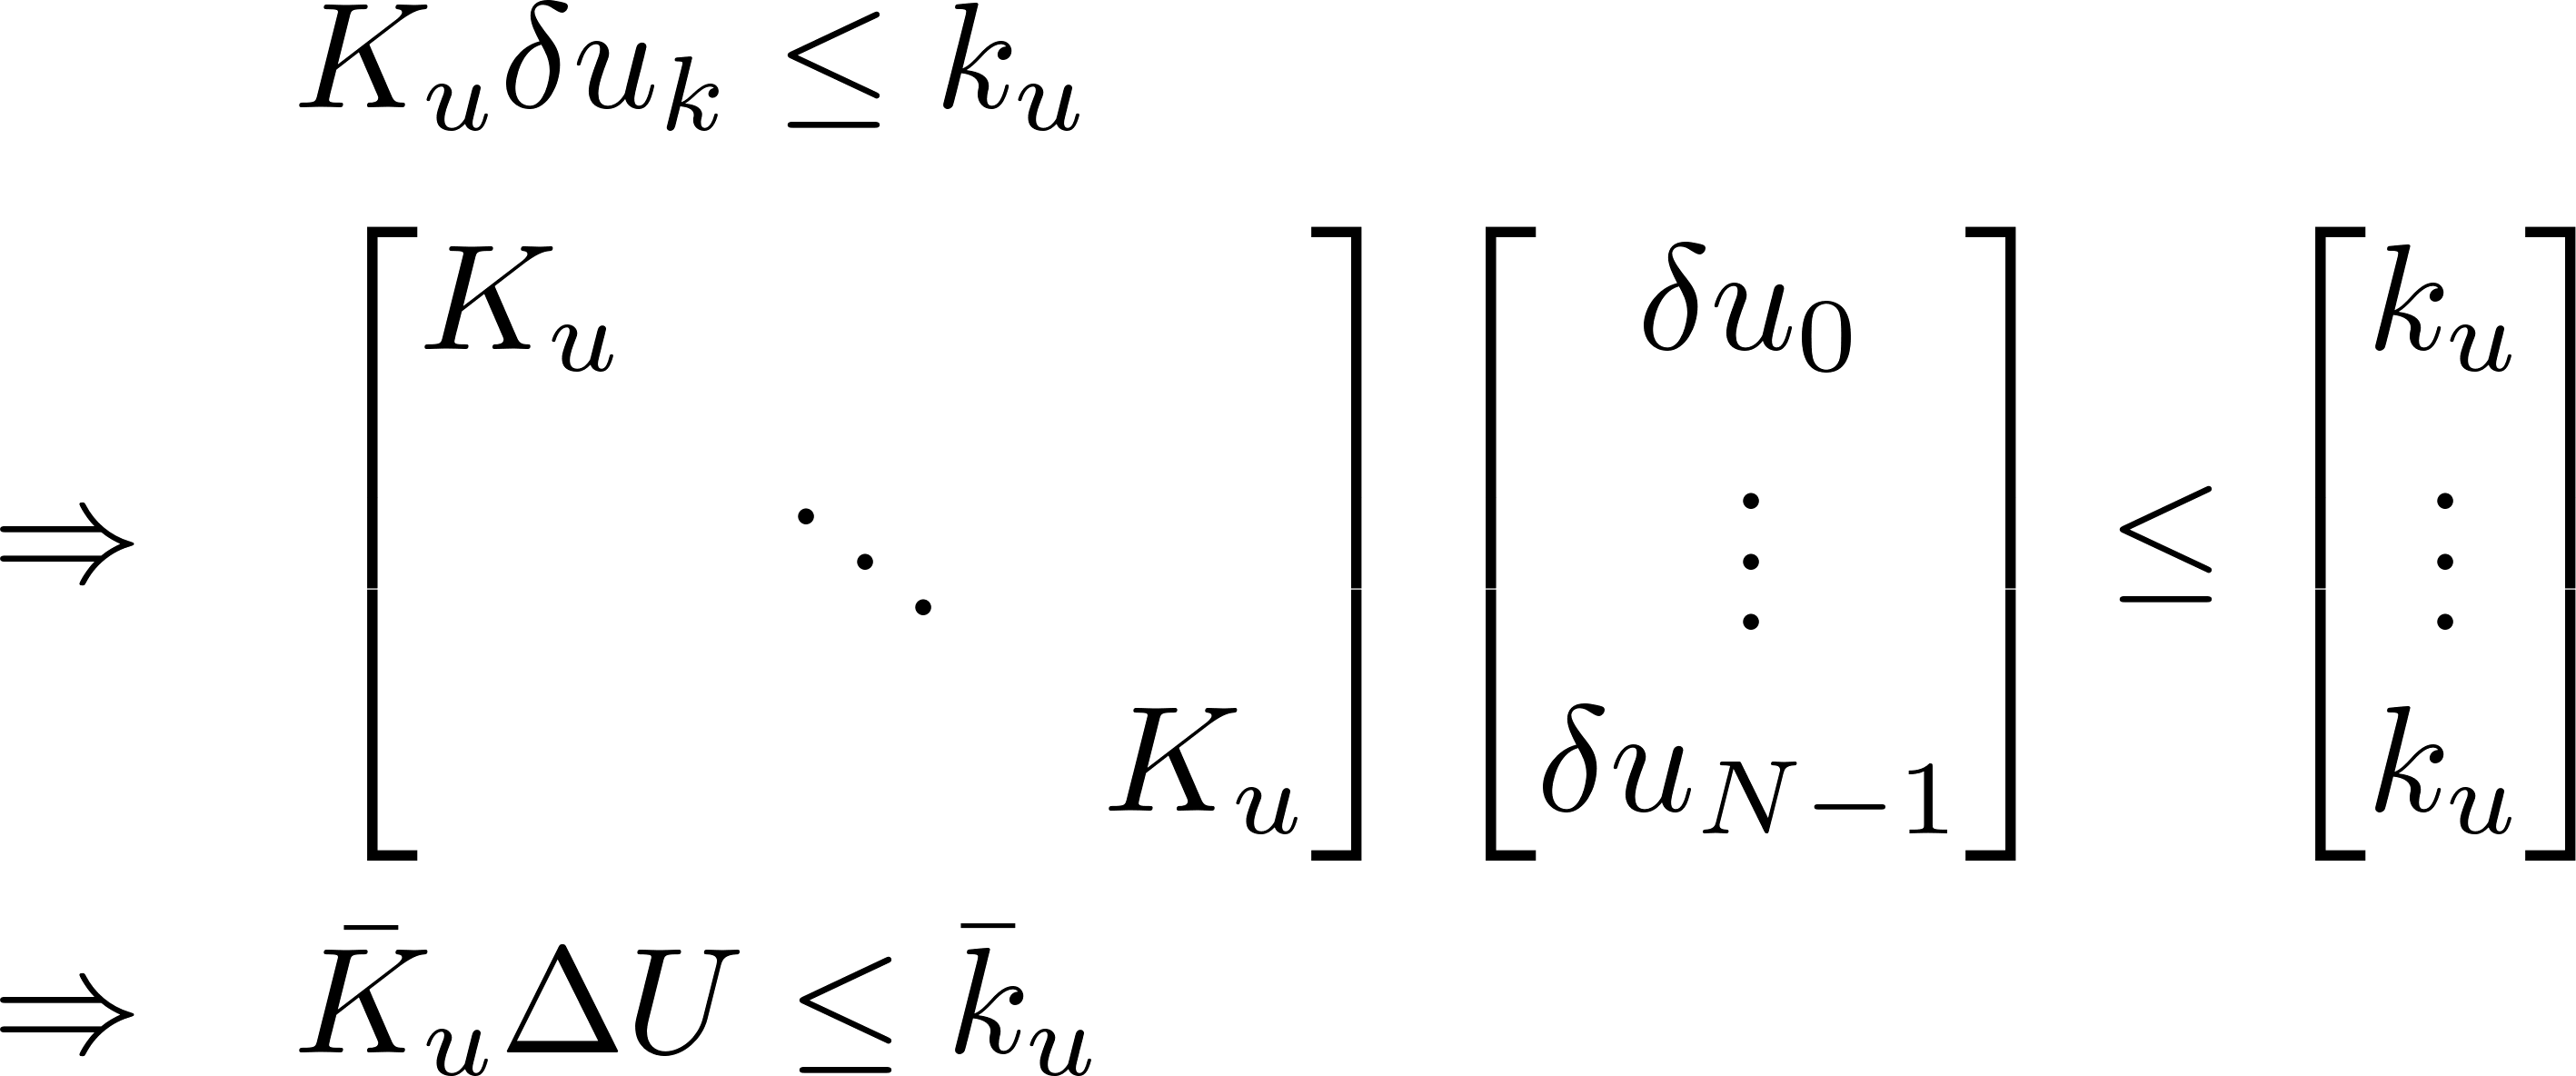 K_u δu_k ≤ k_u
⇒ [K_u ⋱ K_u] [δu_0 ⋮ δu_{N−1}] ≤ [k_u ⋮ k_u]
⇒ K̄_u ΔU ≤ k̄_u